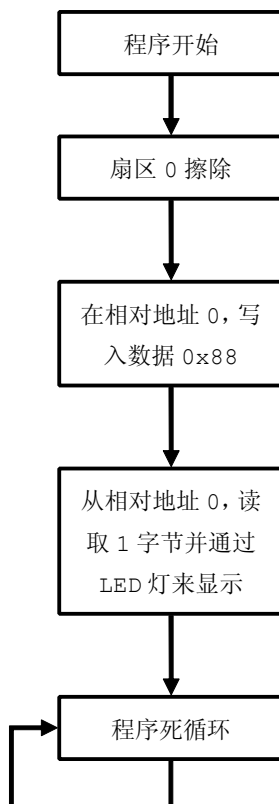 程序开始
扇区 0 擦除
在相对地址 0，写
入数据 0x88
从相对地址 0，读
取 1 字节并通过
LED 灯来显示
程序死循环